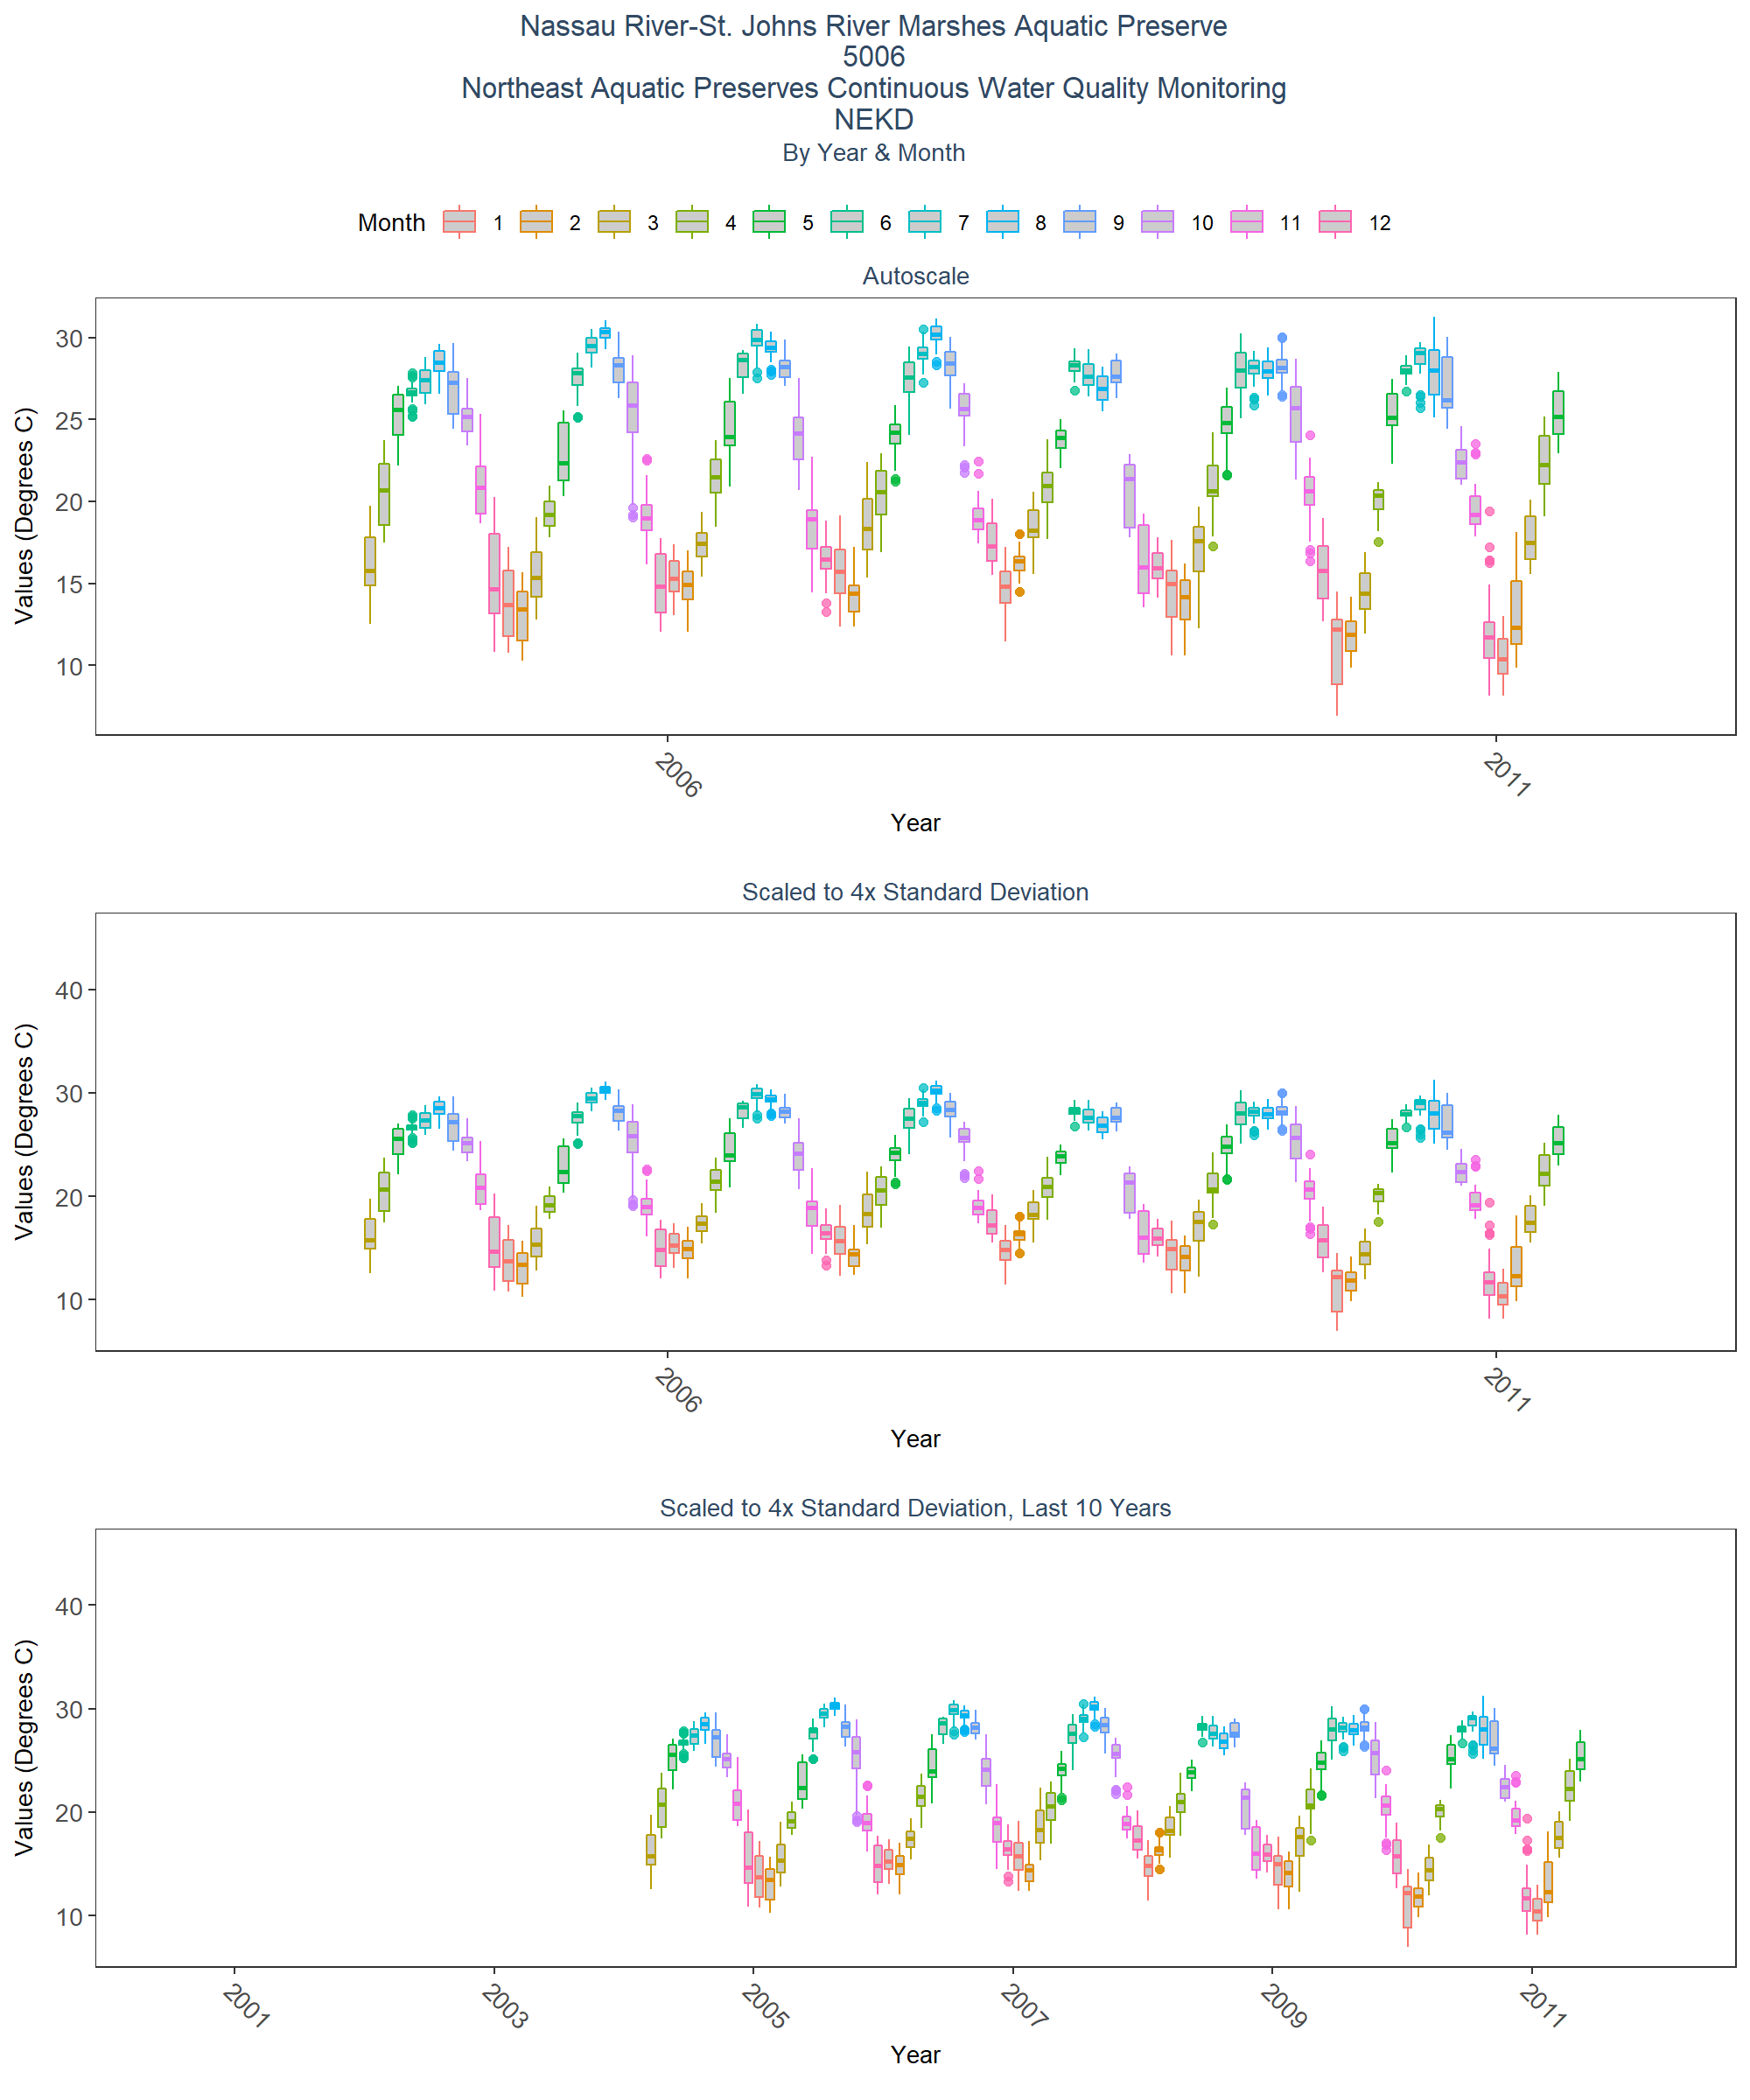 Nassau River-St. Johns River Marshes Aquatic Preserve
5006
Northeast Aquatic Preserves Continuous Water Quality Monitoring
NEKD
By Year & Month
Month 1 2 3 4 5 6 7 8 9 10 11 12
Autoscale
Values (Degrees C)
30
25
20
15
10
2006 2011
Year
Scaled to 4x Standard Deviation
Values (Degrees C)
40
30
20
10
2006 2011
Year
Scaled to 4x Standard Deviation, Last 10 Years
Values (Degrees C)
40
30
20
10
2001 2003 2005 2007 2009 2011
Year